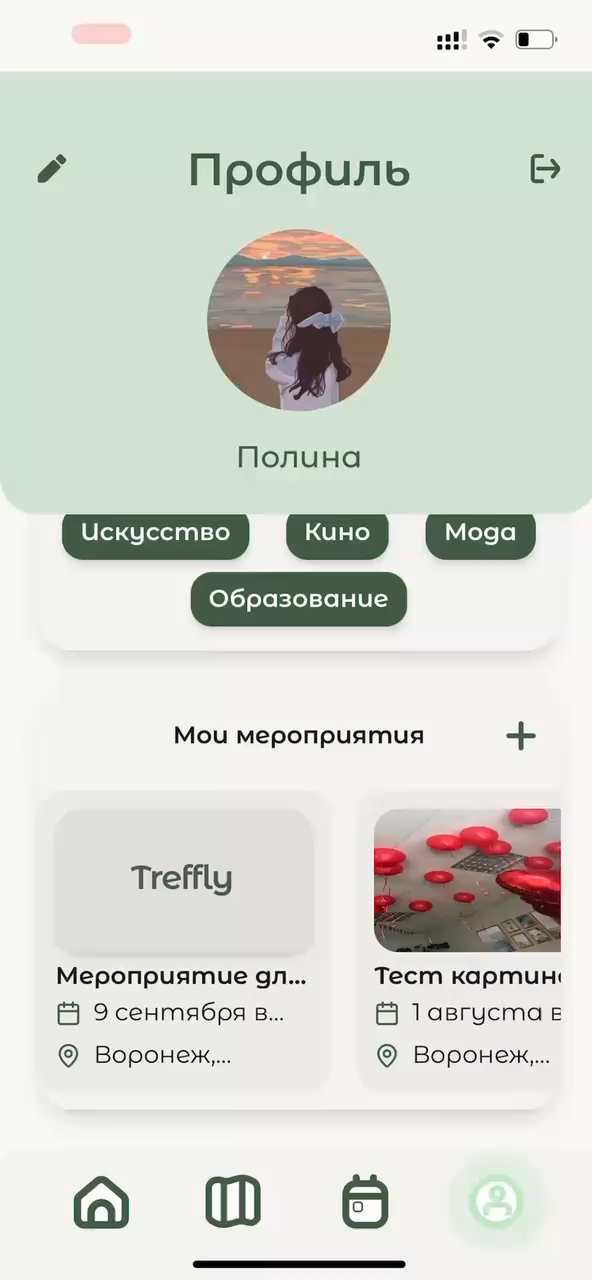 Профиль
Полина
Искусство Кино Мода
Образование
Мои мероприятия
Treffly
Мероприятие дл... Тест картин
9 сентября в... 1 августа в
Воронеж,... Воронеж,...